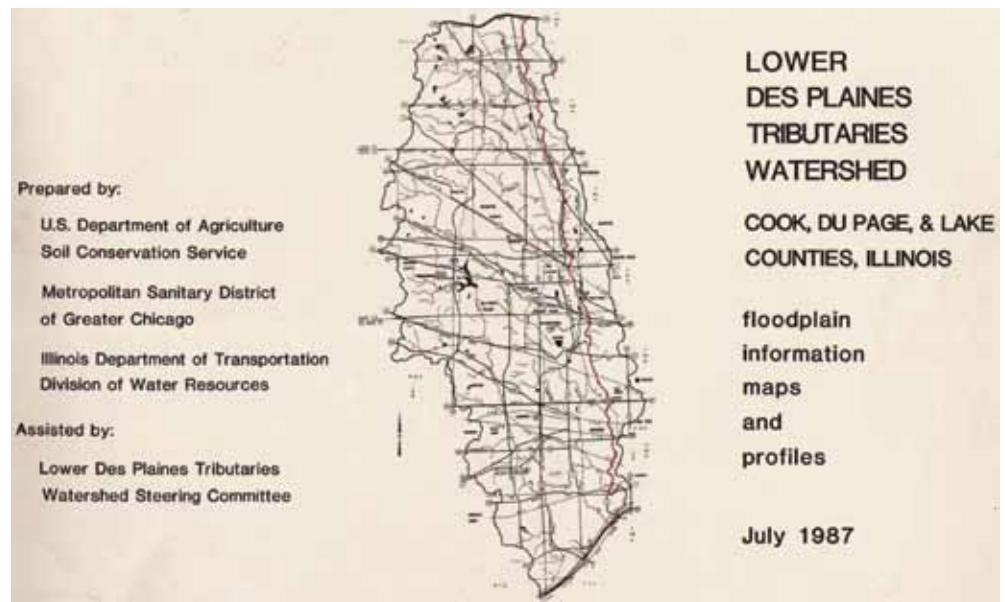 Prepared by:
U.S. Department of Agriculture
Soil Conservation Service
Metropolitan Sanitary District
of Greater Chicago
Illinois Department of Transportation
Division of Water Resources
Assisted by:
Lower Des Plaines Tributaries
Watershed Steering Committee
LOWER
DES PLAINES
TRIBUTARIES
WATERSHED
COOK, DU PAGE, & LAKE
COUNTIES, ILLINOIS
floodplain
information
maps
and
profiles
July 1987